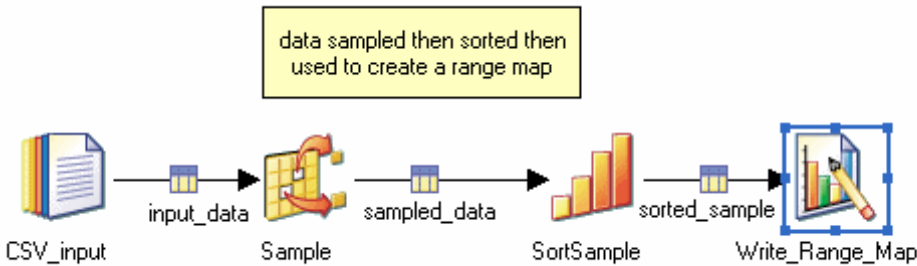 data sampled then sorted then
used to create a range map
input_data
sampled_data
sorted_sample
CSV_input
Sample
SortSample
Write_Range_Map